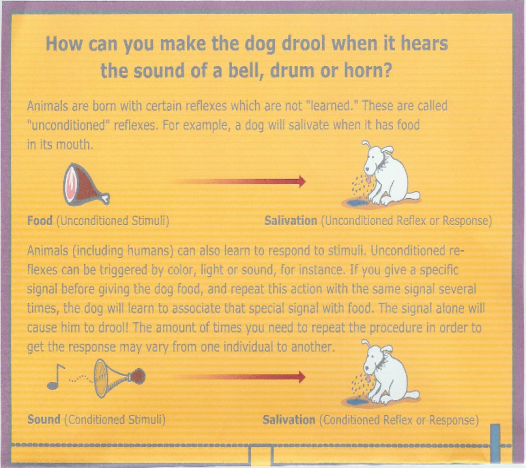 How can you make the dog drool when it hears
the sound of a bell, drum or horn?
Animals are born with certain reflexes which are not "learned." These are called
"unconditioned" reflexes. For example, a dog will salivate when it has food
in its mouth.
Food (Unconditioned Stimuli)
Salivation (Unconditioned Reflex or Response)
Animals (including humans) can also learn to respond to stimuli. Unconditioned re-
flexes can be triggered by color, light or sound, for instance. If you give a specific
signal before giving the dog food, and repeat this action with the same signal several
times, the dog will learn to associate that special signal with food. The signal alone will
cause him to drool! The amount of times you need to repeat the procedure in order to
get the response may vary from one individual to another.
Sound (Conditioned Stimuli)
Salivation (Conditioned Reflex or Response)